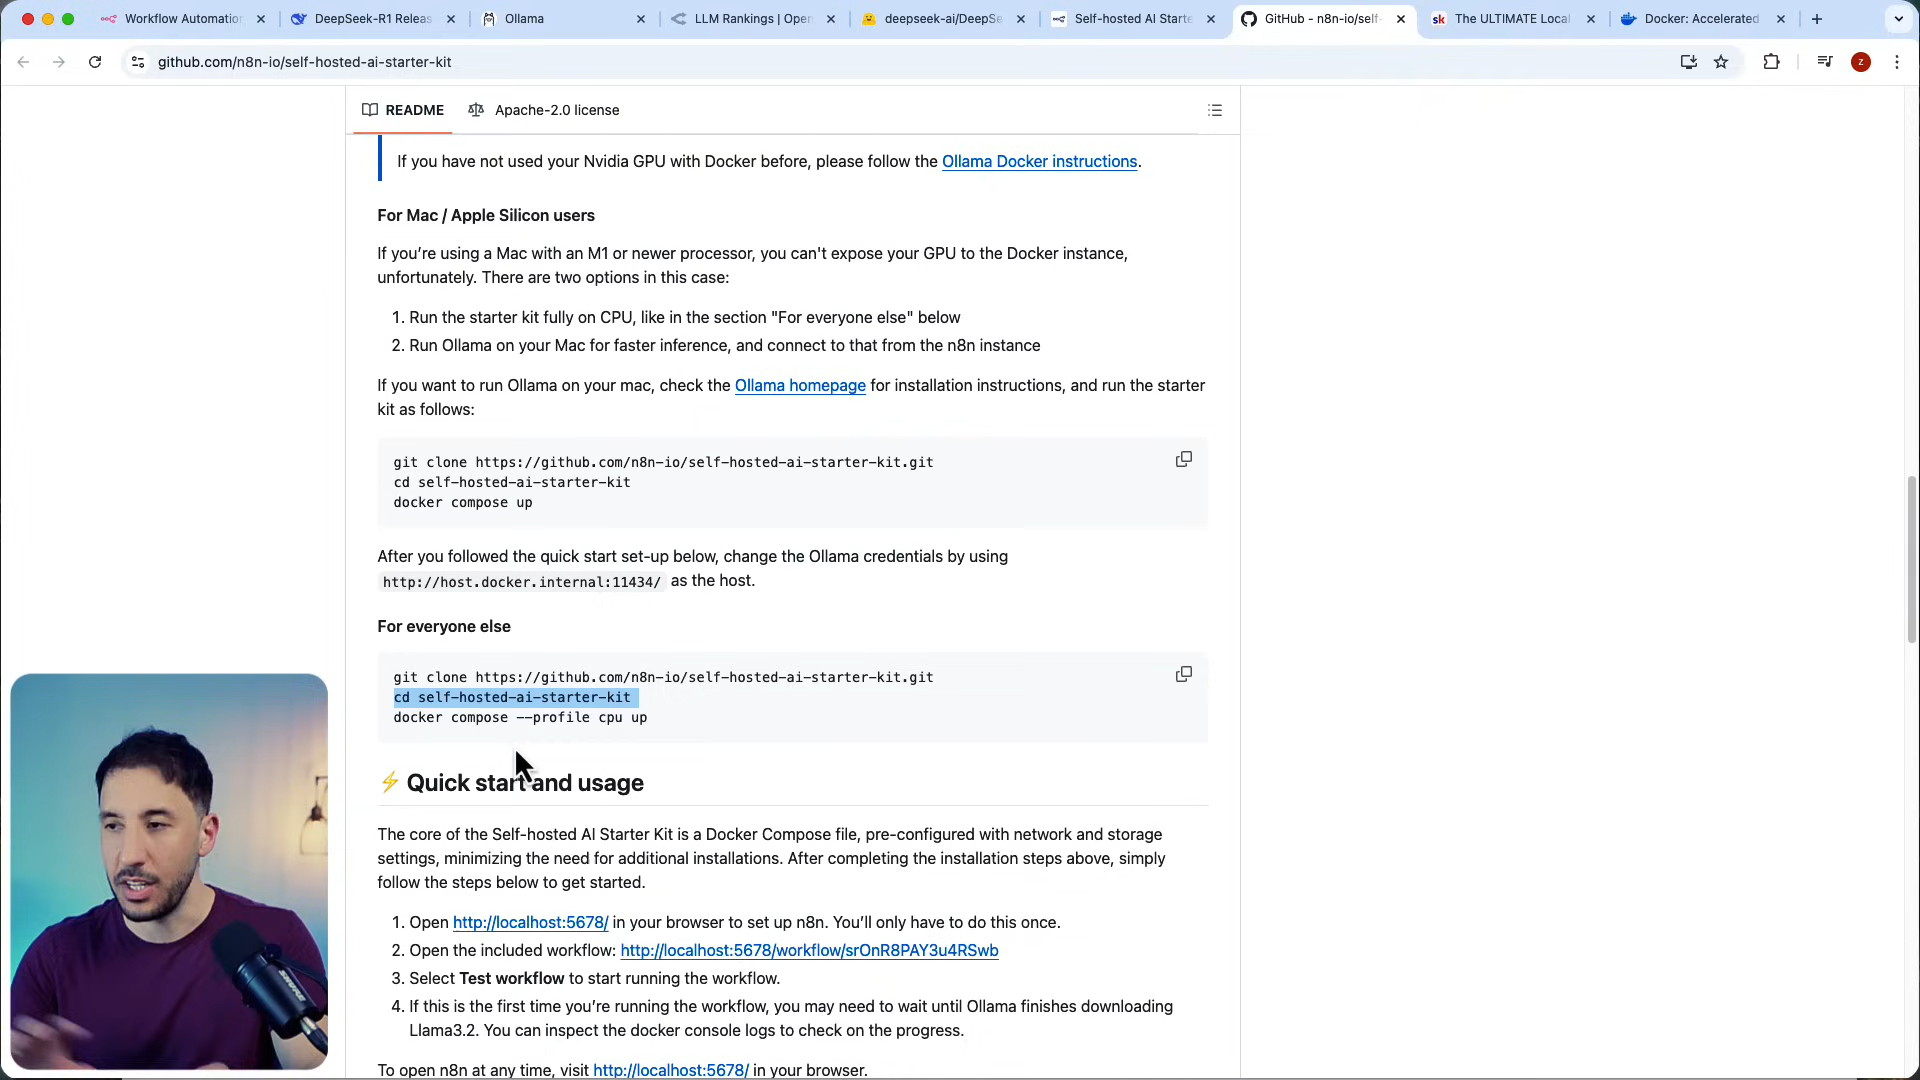 Workflow Automation
DeepSeek-R1 Releas
Ollama
LLM Rankings | Open
deepseek-ai/DeepSe
Self-hosted AI Starte
GitHub - n8n-io/self-
sk The ULTIMATE Local
Docker: Accelerated
github.com/n8n-io/self-hosted-ai-starter-kit
z
README
Apache-2.0 license
If you have not used your Nvidia GPU with Docker before, please follow the Ollama Docker instructions.
For Mac / Apple Silicon users
If you're using a Mac with an M1 or newer processor, you can't expose your GPU to the Docker instance,
unfortunately. There are two options in this case:
1. Run the starter kit fully on CPU, like in the section "For everyone else" below
2. Run Ollama on your Mac for faster inference, and connect to that from the n8n instance
If you want to run Ollama on your mac, check the Ollama homepage for installation instructions, and run the starter
kit as follows:
git clone https://github.com/n8n-io/self-hosted-ai-starter-kit.git
cd self-hosted-ai-starter-kit
docker compose up
After you followed the quick start set-up below, change the Ollama credentials by using
http://host.docker.internal:11434/ as the host.
For everyone else
git clone https://github.com/n8n-io/self-hosted-ai-starter-kit.git
cd self-hosted-ai-starter-kit
docker compose --profile cpu up
⚡ Quick start and usage
The core of the Self-hosted AI Starter Kit is a Docker Compose file, pre-configured with network and storage
settings, minimizing the need for additional installations. After completing the installation steps above, simply
follow the steps below to get started.
1. Open http://localhost:5678/ in your browser to set up n8n. You'll only have to do this once.
2. Open the included workflow: http://localhost:5678/workflow/srOnR8PAY3u4RSwb
3. Select Test workflow to start running the workflow.
4. If this is the first time you're running the workflow, you may need to wait until Ollama finishes downloading
Llama3.2. You can inspect the docker console logs to check on the progress.
To open n8n at any time, visit http://localhost:5678/ in your browser.
SHURE